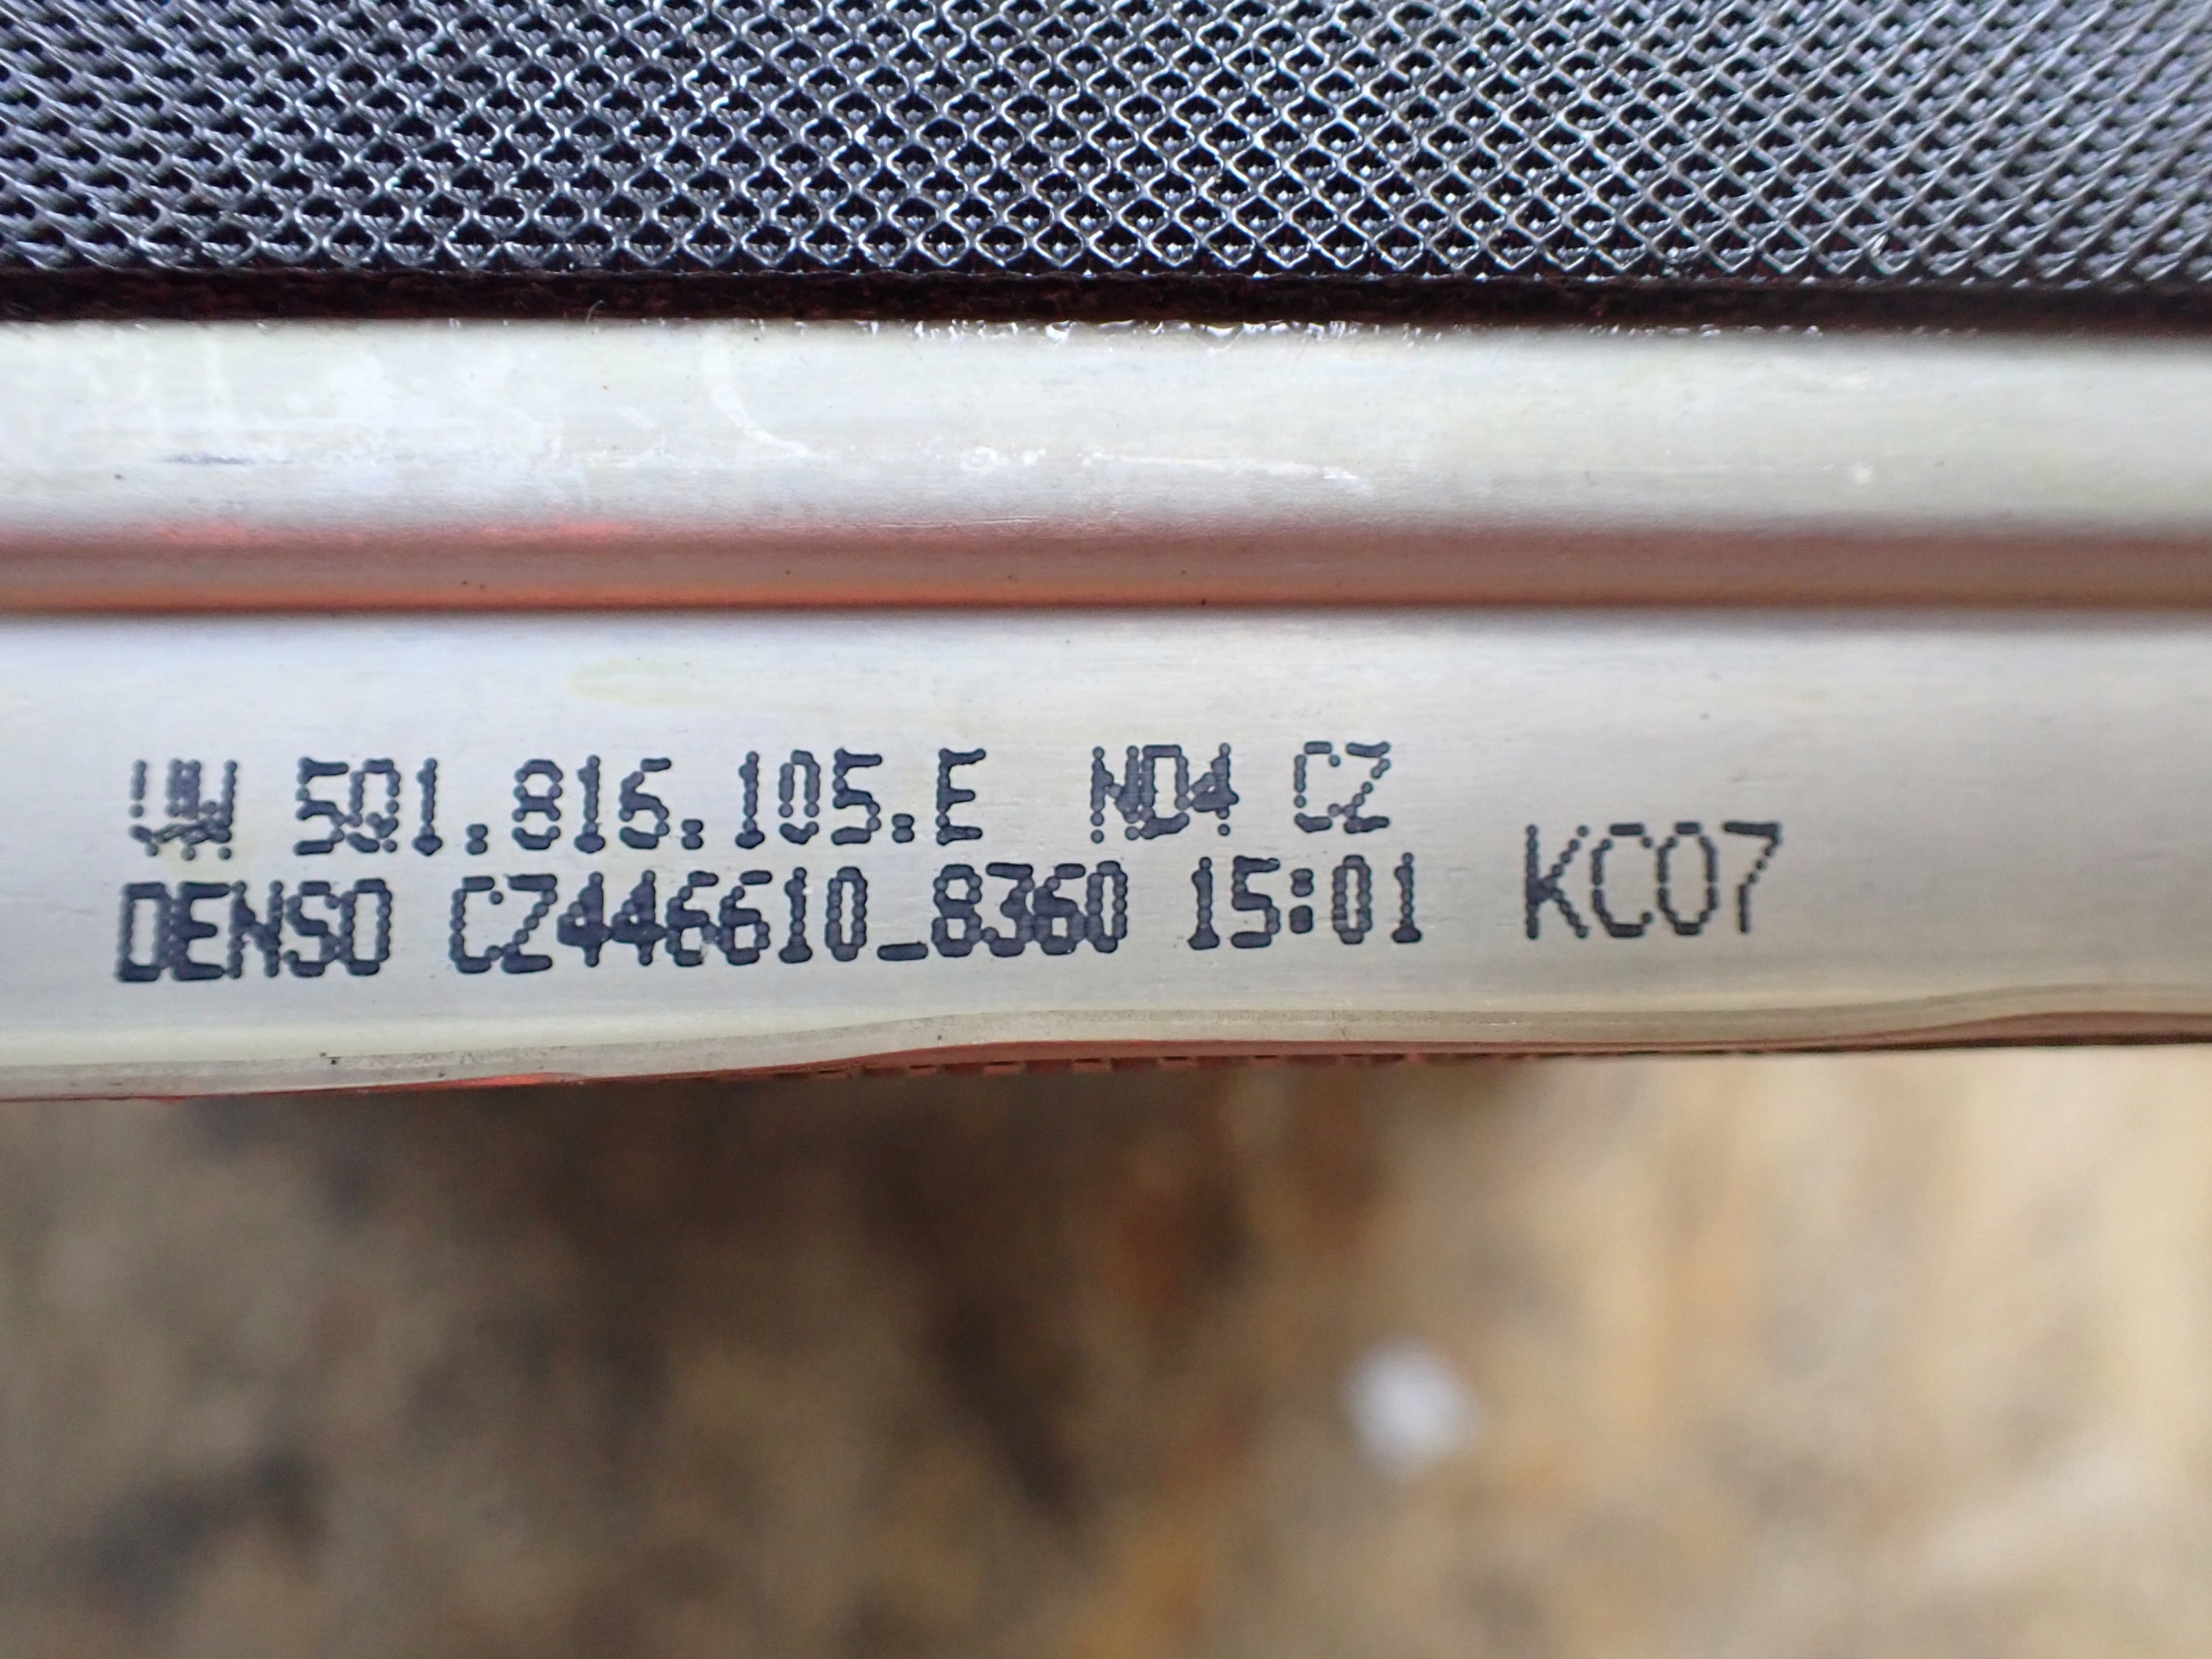 VW 5Q1.816.105.E ND4 CZ
DENSO CZ446610_8360 15:01 KC07